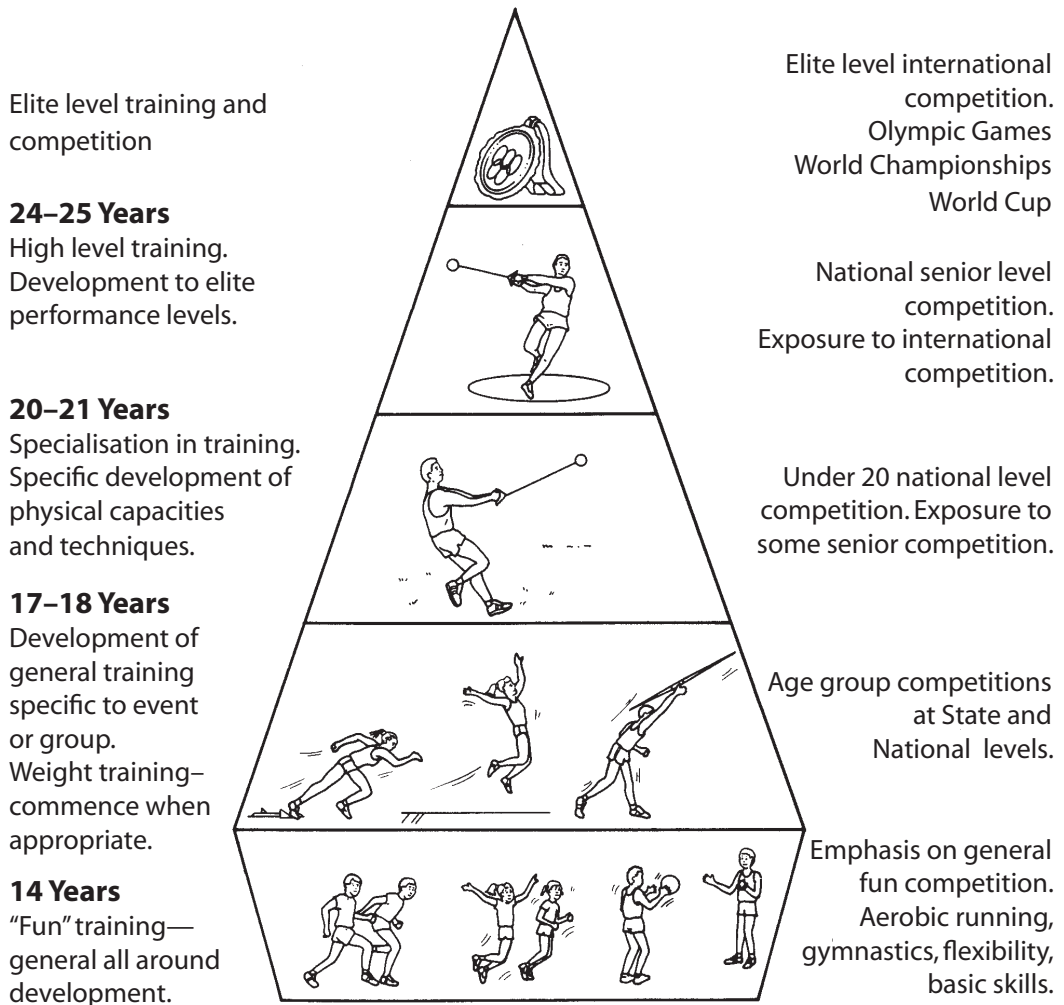 Elite level training and
competition
24–25 Years
High level training.
Development to elite
performance levels.
20–21 Years
Specialisation in training.
Specific development of
physical capacities
and techniques.
17–18 Years
Development of
general training
specific to event
or group.
Weight training–
commence when
appropriate.
14 Years
“Fun” training—
general all around
development.
Elite level international
competition.
Olympic Games
World Championships
World Cup
National senior level
competition.
Exposure to international
competition.
Under 20 national level
competition. Exposure to
some senior competition.
Age group competitions
at State and
National levels.
Emphasis on general
fun competition.
Aerobic running,
gymnastics, flexibility,
basic skills.